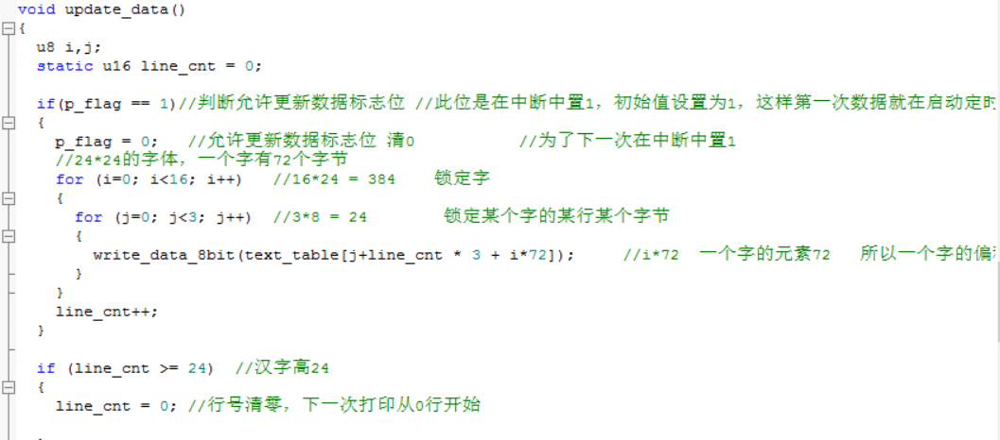 void update_data()
{
u8 i,j;
static u16 line_cnt = 0;
if(p_flag == 1)//判断允许更新数据标志位 //此位是在中断中置1，初始值设置为1，这样第一次数据就在启动定时
{
p_flag = 0; //允许更新数据标志位 清0 //为了下一次在中断中置1
//24*24的字体，一个字有72个字节
for (i=0; i<16; i++) //16*24 = 384 锁定字
{
for (j=0; j<3; j++) //3*8 = 24 锁定某个字的某行某个字节
{
write_data_8bit(text_table[j+line_cnt * 3 + i*72]); //i*72 一个字的元素72 所以一个字的偏
}
}
line_cnt++;
}
if (line_cnt >= 24) //汉字高24
{
line_cnt = 0; //行号清零，下一次打印从0行开始